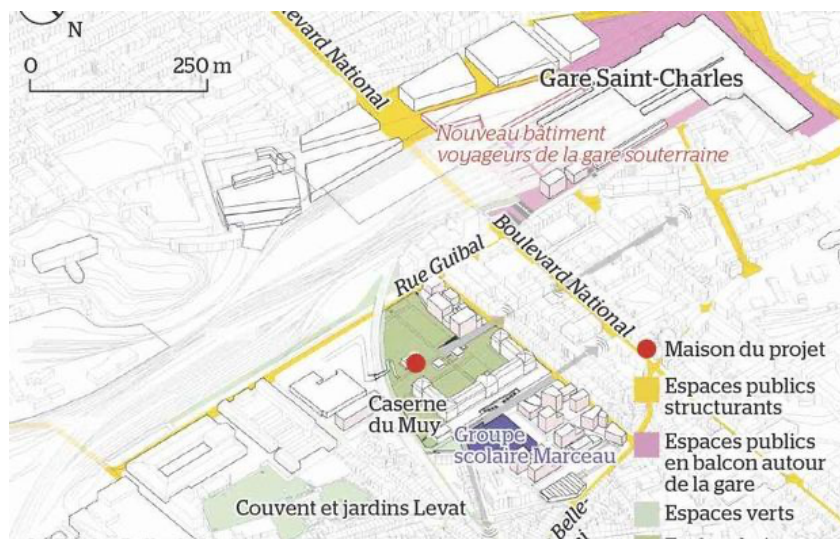 N
0 250 m
Boulevard National
Gare Saint-Charles
Nouveau bâtiment
voyageurs de la gare souterraine
Rue Guibal
Boulevard National
Maison du projet
Espaces publics
structurants
Caserne
du Muy
Groupe
scolaire Marceau
Espaces publics
en balcon autour
de la gare
Couvent et jardins Levat
Belle-
Espaces verts